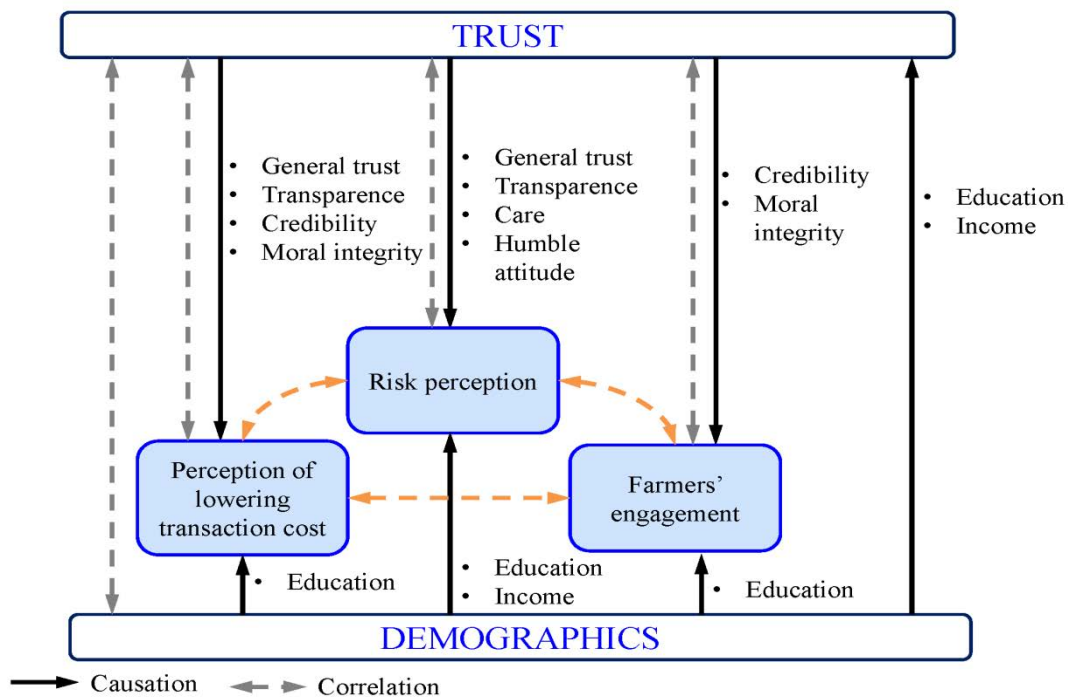 TRUST
• General trust
• Transparence
• Credibility
• Moral integrity
• General trust
• Transparence
• Care
• Humble
attitude
• Credibility
• Moral
integrity
• Education
• Income
Risk perception
Perception of
lowering
transaction cost
Farmers’
engagement
• Education
• Education
• Income
• Education
DEMOGRAPHICS
Causation
Correlation